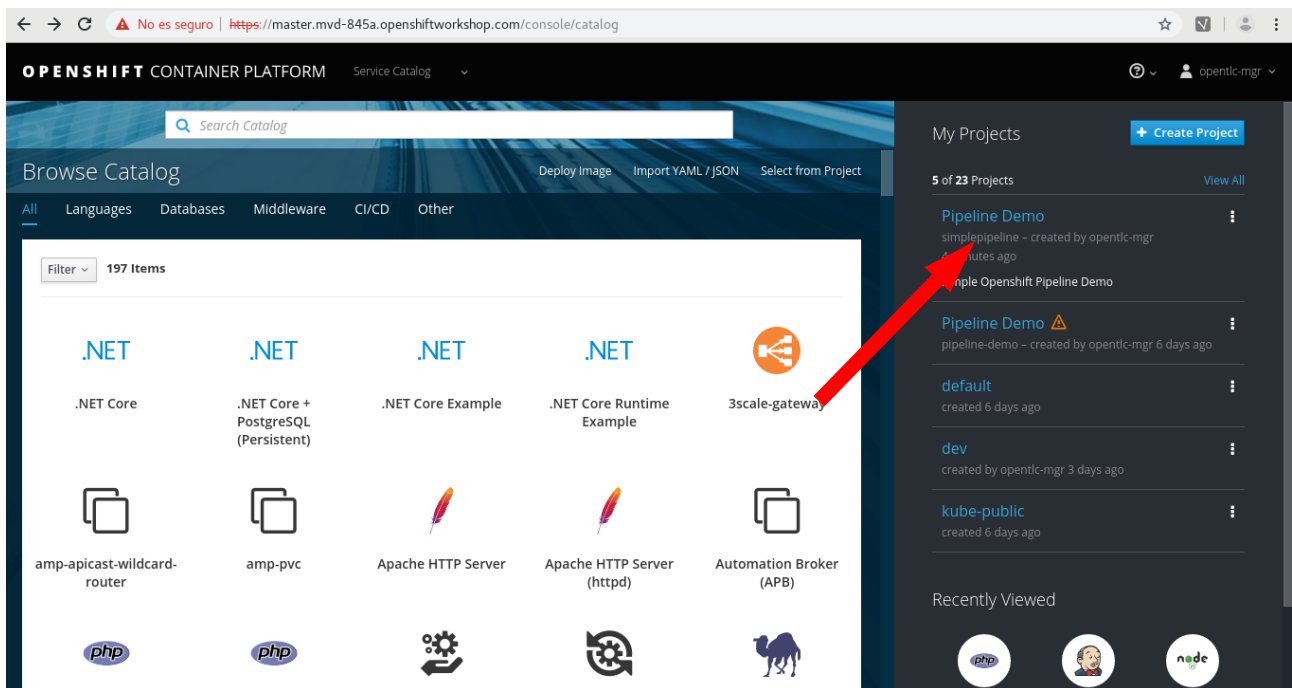 No es seguro | https://master.mvd-845a.openshiftworkshop.com/console/catalog
OPENSHIFT CONTAINER PLATFORM
Service Catalog
opentlc-mgr
Search Catalog
Browse Catalog
Deploy Image Import YAML / JSON Select from Project
All Languages Databases Middleware CI/CD Other
Filter 197 Items
.NET .NET .NET .NET
.NET Core
.NET Core +
PostgreSQL
(Persistent)
.NET Core Example
.NET Core Runtime
Example
3scale-gateway
amp-apicast-wildcard-
router
amp-pvc
Apache HTTP Server
Apache HTTP Server
(httpd)
Automation Broker
(APB)
php php
My Projects
+ Create Project
5 of 23 Projects View All
Pipeline Demo
simplepipeline – created by opentlc-mgr
ago
Openshift Pipeline Demo
Pipeline Demo
pipeline-demo – created by opentlc-mgr 6 days ago
default
created 6 days ago
dev
created by opentlc-mgr 3 days ago
kube-public
created 6 days ago
Recently Viewed
php
node